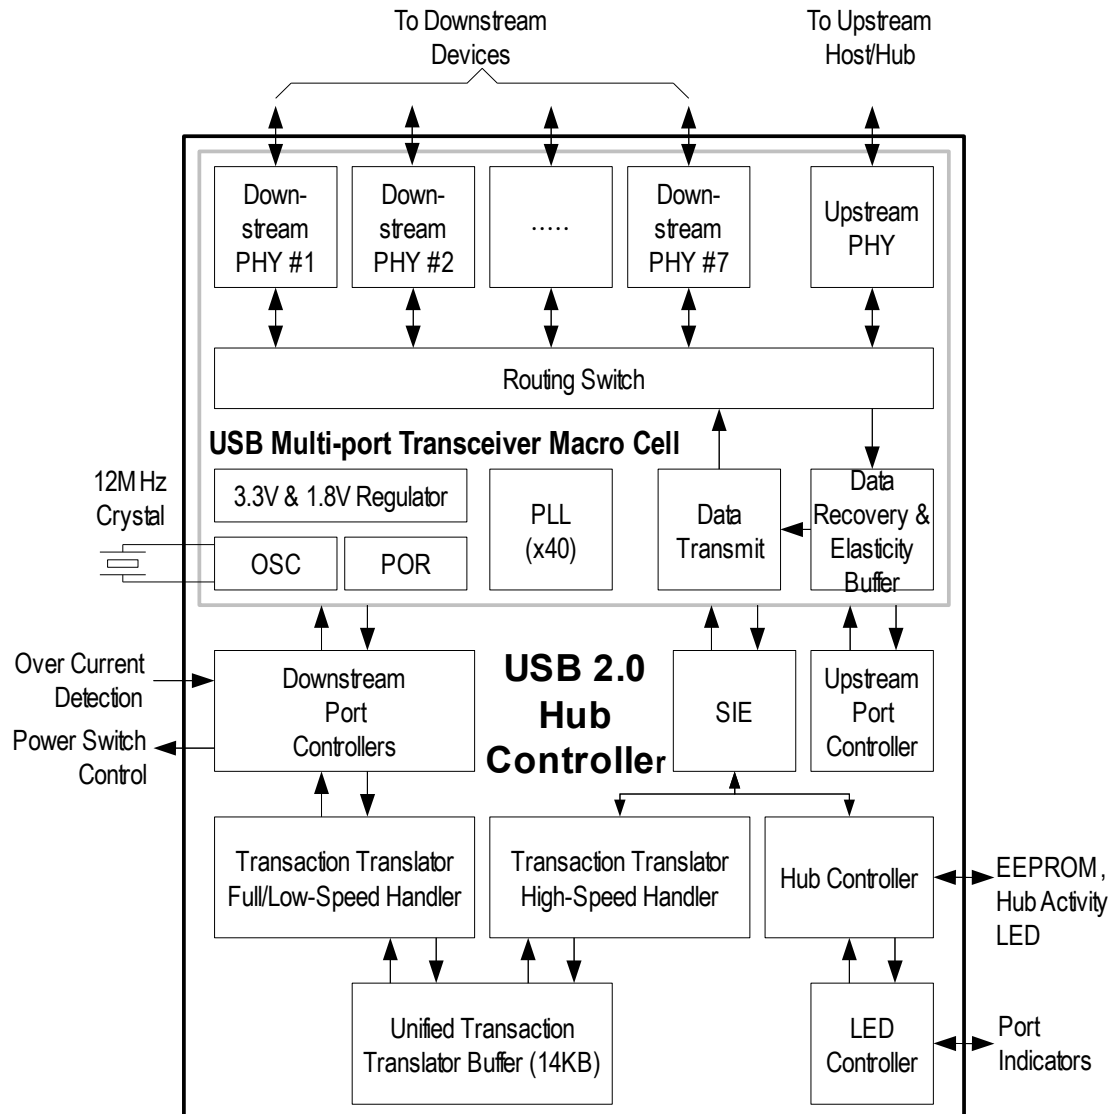 To Downstream
Devices
To Upstream
Host/Hub
Down-
stream
PHY #1
Down-
stream
PHY #2
.....
Down-
stream
PHY #7
Upstream
PHY
Routing Switch
USB Multi-port Transceiver Macro Cell
12MHz
Crystal
3.3V & 1.8V Regulator
OSC
POR
PLL
(x40)
Data
Transmit
Data
Recovery &
Elasticity
Buffer
Over Current
Detection
Power Switch
Control
Downstream
Port
Controllers
USB 2.0
Hub
Controller
SIE
Upstream
Port
Controller
Transaction Translator
Full/Low-Speed Handler
Transaction Translator
High-Speed Handler
Hub Controller
EEPROM,
Hub Activity
LED
Unified Transaction
Translator Buffer (14KB)
LED
Controller
Port
Indicators